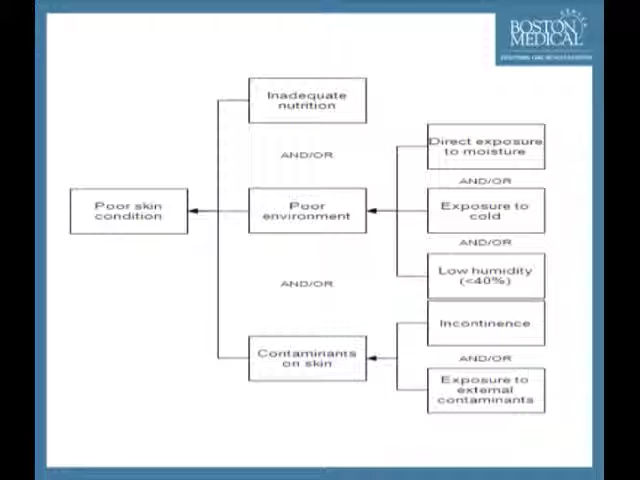 BOSTON
MEDICAL
CENTER
Inadequate
nutrition
AND/OR
Direct exposure
to moisture
AND/OR
Poor skin
condition
Poor
environment
Exposure to
cold
AND/OR
Low humidity
(<40%)
AND/OR
Incontinence
Contaminants
on skin
AND/OR
Exposure to
external
contaminants